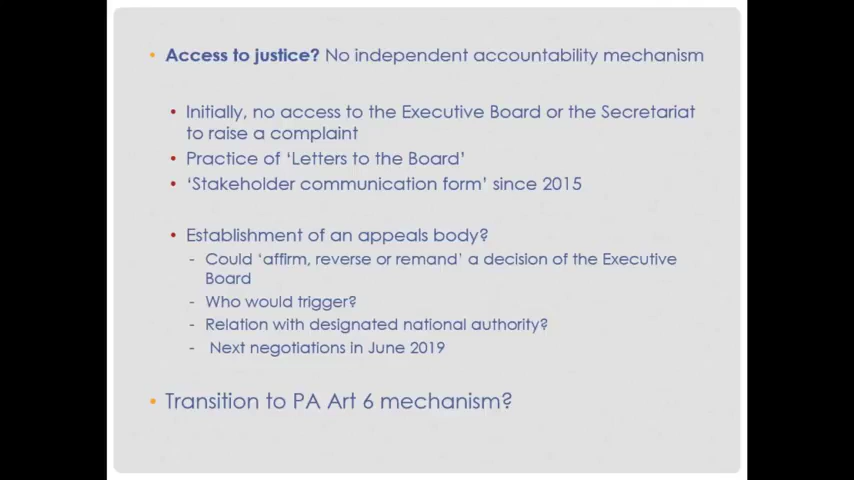 • Access to justice? No independent accountability mechanism
• Initially, no access to the Executive Board or the Secretariat
to raise a complaint
• Practice of ‘Letters to the Board’
• ‘Stakeholder communication form’ since 2015
• Establishment of an appeals body?
- Could ‘affirm, reverse or remand’ a decision of the Executive
Board
- Who would trigger?
- Relation with designated national authority?
- Next negotiations in June 2019
• Transition to PA Art 6 mechanism?